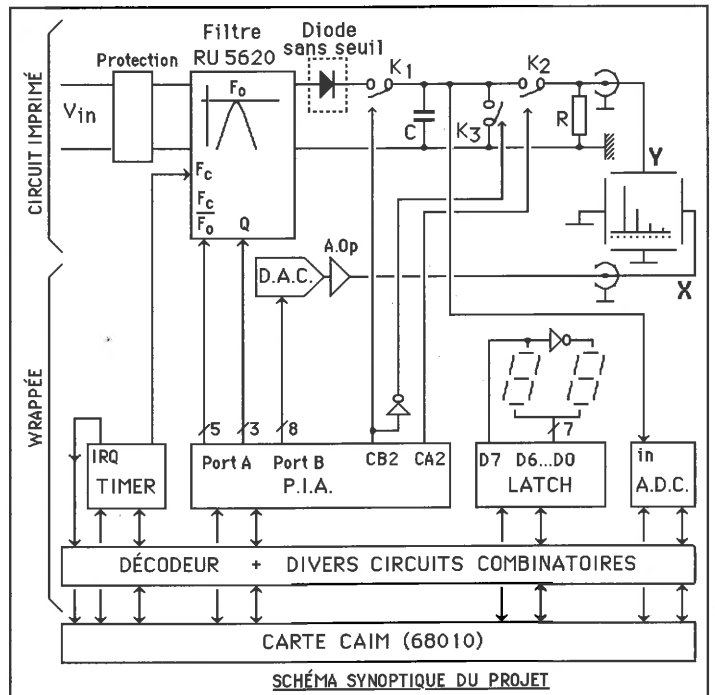 CIRCUIT IMPRIMÉ
WRAPPÉE
Filtre
RU 5620
Diode
sans seuil
Protection
Vin
Fo
Fc
Fc
Fo
Q
K1
K2
K3
C
R
Y
X
A.Op
D.A.C.
5
3
8
7
IRQ
TIMER
Port A
Port B
CB2
CA2
P.I.A.
D7
D6...D0
LATCH
in
A.D.C.
DÉCODEUR + DIVERS CIRCUITS COMBINATOIRES
CARTE CAIM (68010)
SCHÉMA SYNOPTIQUE DU PROJET